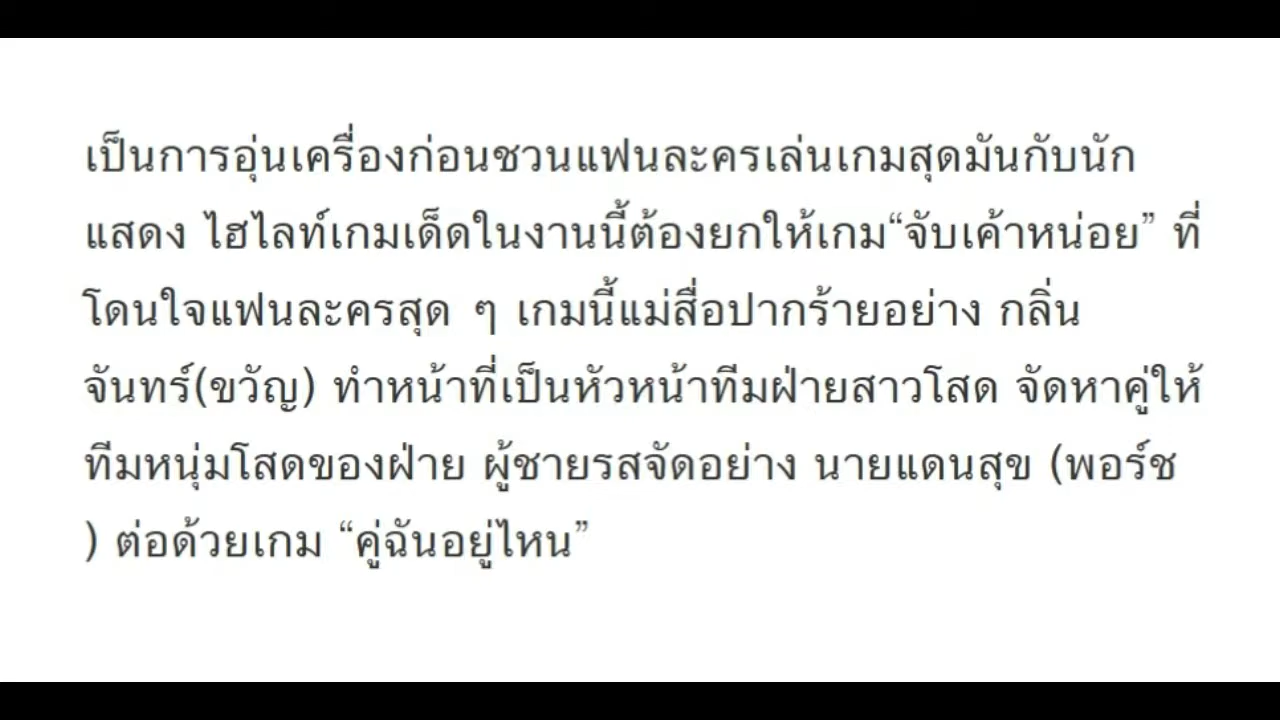 เป็นการอุ่นเครื่องก่อนชวนแฟนละครเล่นเกมสุดมันกับนัก
แสดง ไฮไลท์เกมเด็ดในงานนี้ต้องยกให้เกม“จับเค้าหน่อย” ที่
โดนใจแฟนละครสุด ๆ เกมนี้แม่สื่อปากร้ายอย่าง กลิ่น
จันทร์(ขวัญ) ทำหน้าที่เป็นหัวหน้าทีมฝ่ายสาวโสด จัดหาคู่ให้
ทีมหนุ่มโสดของฝ่าย ผู้ชายรสจัดอย่าง นายแดนสุข (พอร์ช
) ต่อด้วยเกม “คู่ฉันอยู่ไหน”